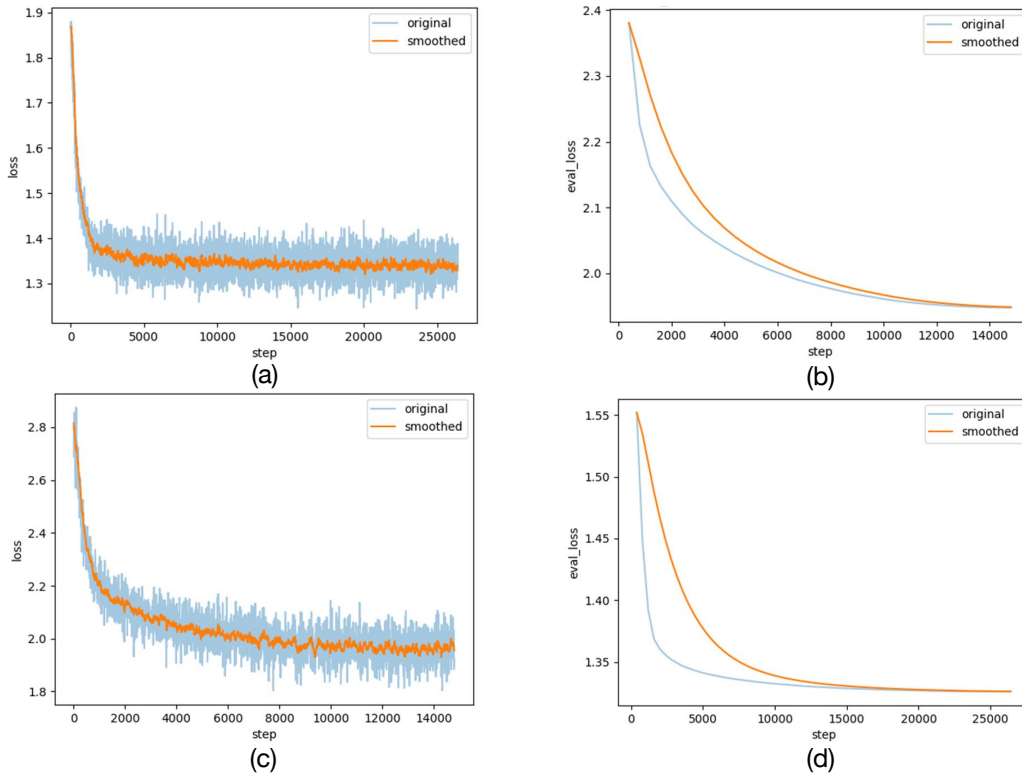 1.9
1.8
1.7
1.6
1.5
1.4
1.3
loss
original
smoothed
0 5000 10000 15000 20000 25000
step
(a)
2.4
2.3
2.2
2.1
2.0
eval_loss
original
smoothed
0 2000 4000 6000 8000 10000 12000 14000
step
(b)
2.8
2.6
2.4
2.2
2.0
1.8
loss
original
smoothed
0 2000 4000 6000 8000 10000 12000 14000
step
(c)
1.55
1.50
1.45
1.40
1.35
eval_loss
original
smoothed
0 5000 10000 15000 20000 25000
step
(d)